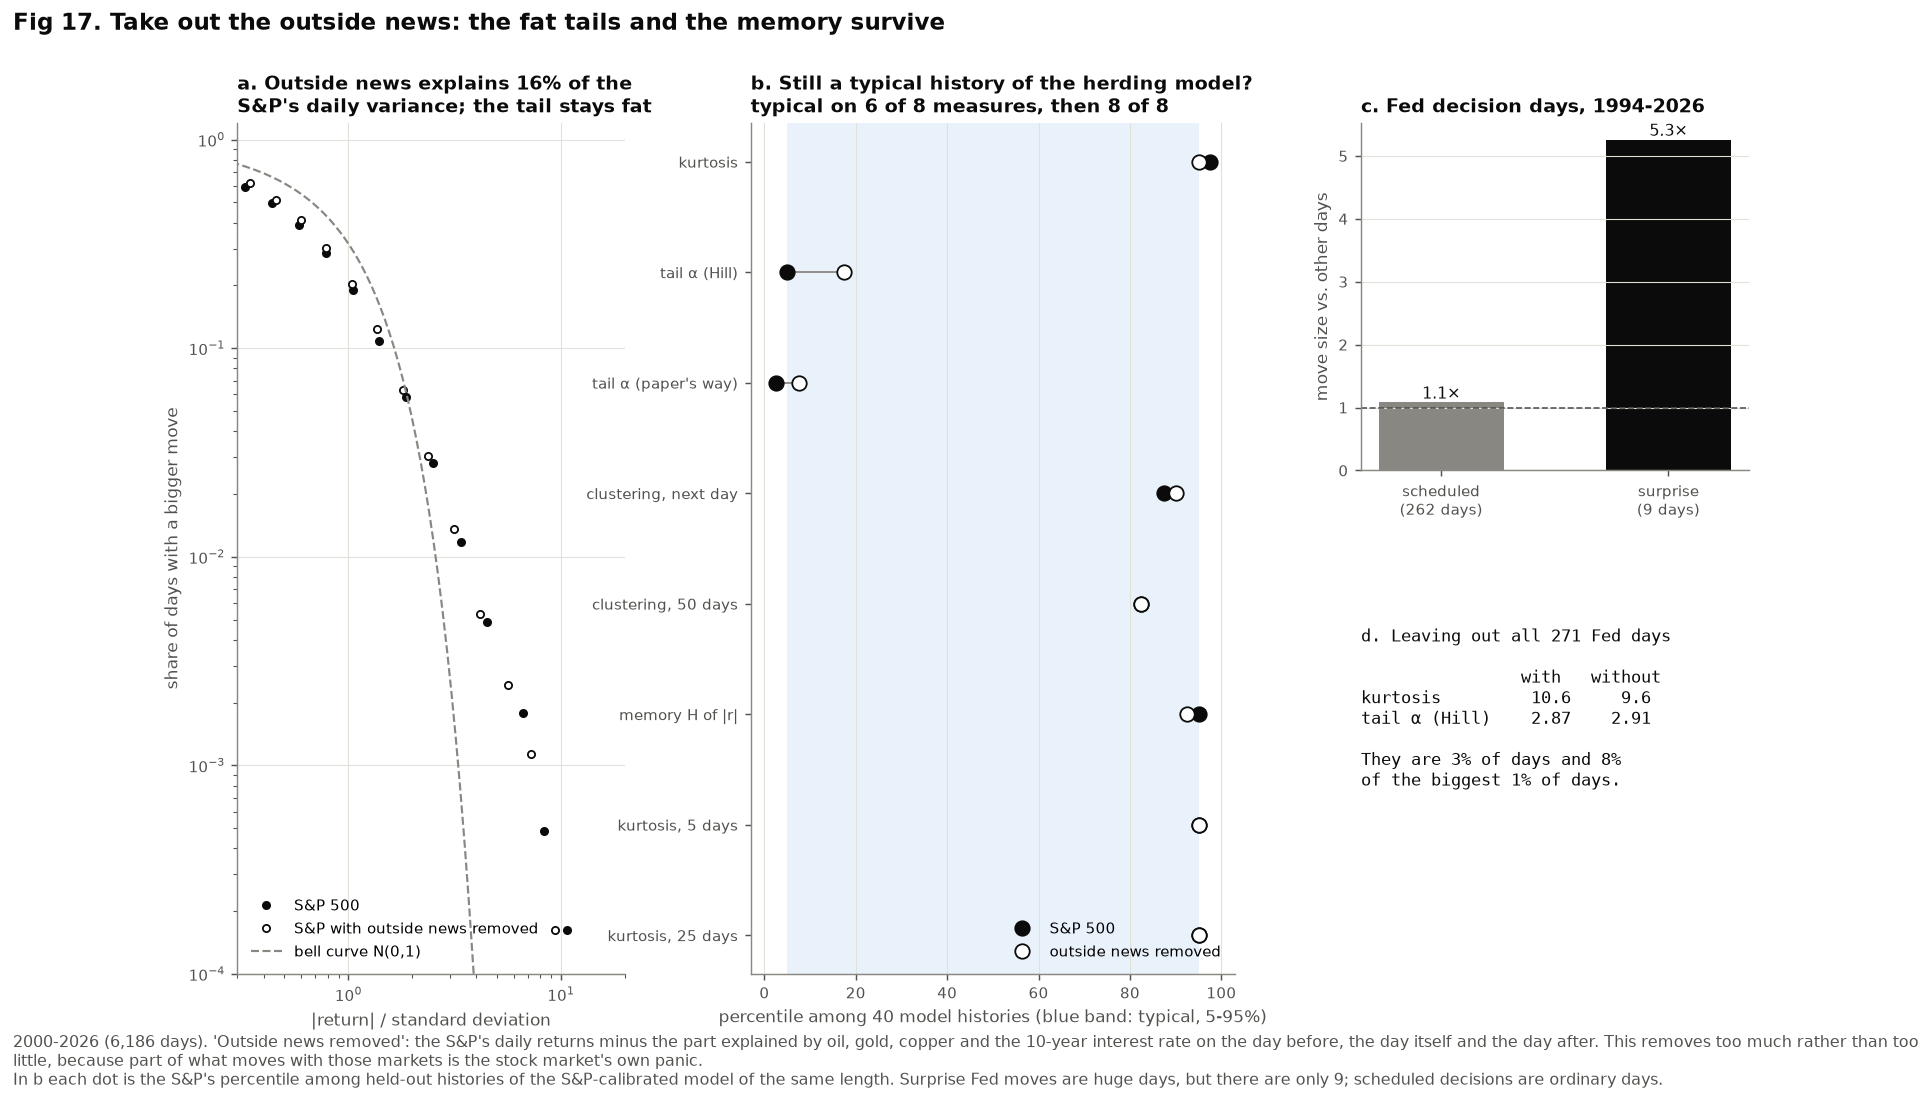 Fig 17. Take out the outside news: the fat tails and the memory survive
a. Outside news explains 16% of the
S&P's daily variance; the tail stays fat
share of days with a bigger move
10⁰
10⁻¹
10⁻²
10⁻³
10⁻⁴
S&P 500
S&P with outside news removed
bell curve N(0,1)
10⁰
10¹
|return| / standard deviation
b. Still a typical history of the herding model?
typical on 6 of 8 measures, then 8 of 8
kurtosis
tail α (Hill)
tail α (paper's way)
clustering, next day
clustering, 50 days
memory H of |r|
kurtosis, 5 days
kurtosis, 25 days
S&P 500
outside news removed
0
20
40
60
80
100
percentile among 40 model histories (blue band: typical, 5-95%)
c. Fed decision days, 1994-2026
move size vs. other days
5
4
3
2
1
0
1.1×
5.3×
scheduled
(262 days)
surprise
(9 days)
d. Leaving out all 271 Fed days
with without
kurtosis 10.6 9.6
tail α (Hill) 2.87 2.91
They are 3% of days and 8%
of the biggest 1% of days.
2000-2026 (6,186 days). 'Outside news removed': the S&P's daily returns minus the part explained by oil, gold, copper and the 10-year interest rate on the day before, the day itself and the day after. This removes too much rather than too
little, because part of what moves with those markets is the stock market's own panic.
In b each dot is the S&P's percentile among held-out histories of the S&P-calibrated model of the same length. Surprise Fed moves are huge days, but there are only 9; scheduled decisions are ordinary days.